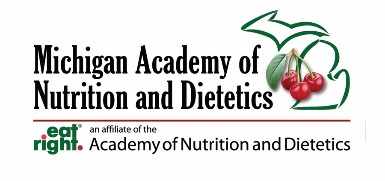 Michigan Academy of
Nutrition and Dietetics
eat
right.
an affiliate of the
Academy of Nutrition and Dietetics